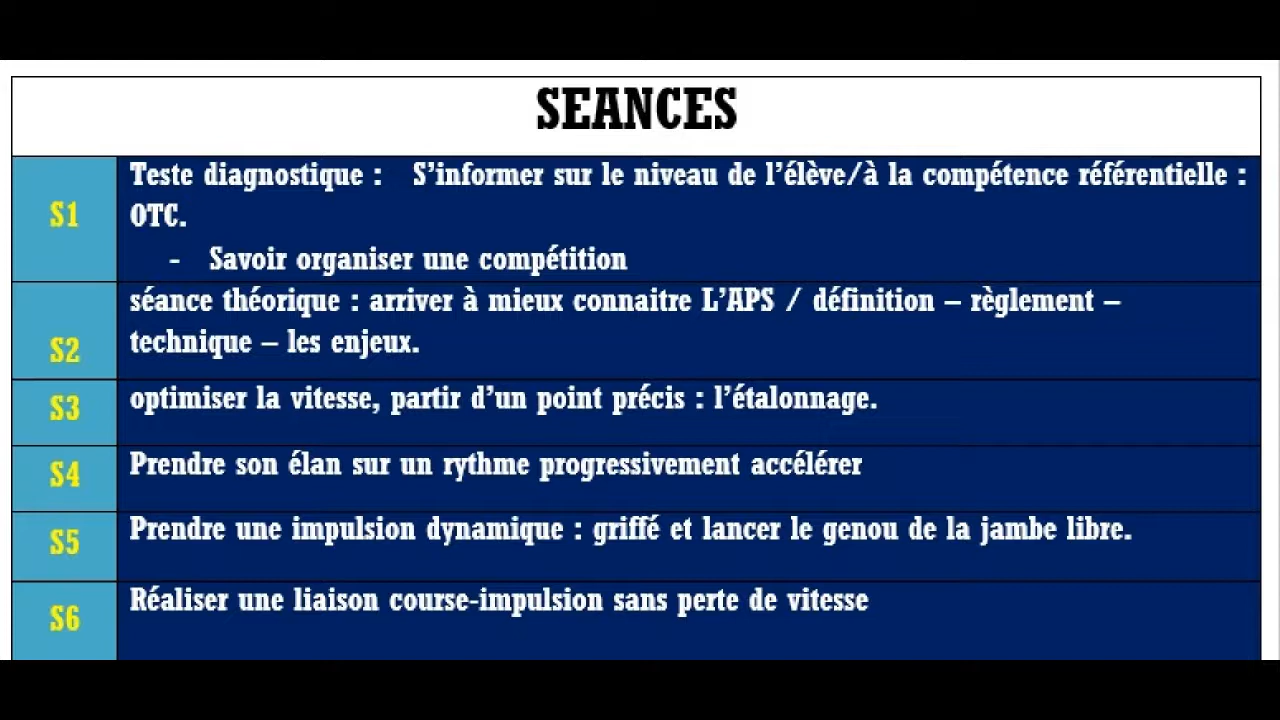 SEANCES
S1
Teste diagnostique : S’informer sur le niveau de l’élève/à la compétence référentielle :
OTC.
- Savoir organiser une compétition
S2
séance théorique : arriver à mieux connaitre L’APS / définition – règlement –
technique – les enjeux.
S3
optimiser la vitesse, partir d’un point précis : l’étalonnage.
S4
Prendre son élan sur un rythme progressivement accélérer
S5
Prendre une impulsion dynamique : griffé et lancer le genou de la jambe libre.
S6
Réaliser une liaison course-impulsion sans perte de vitesse